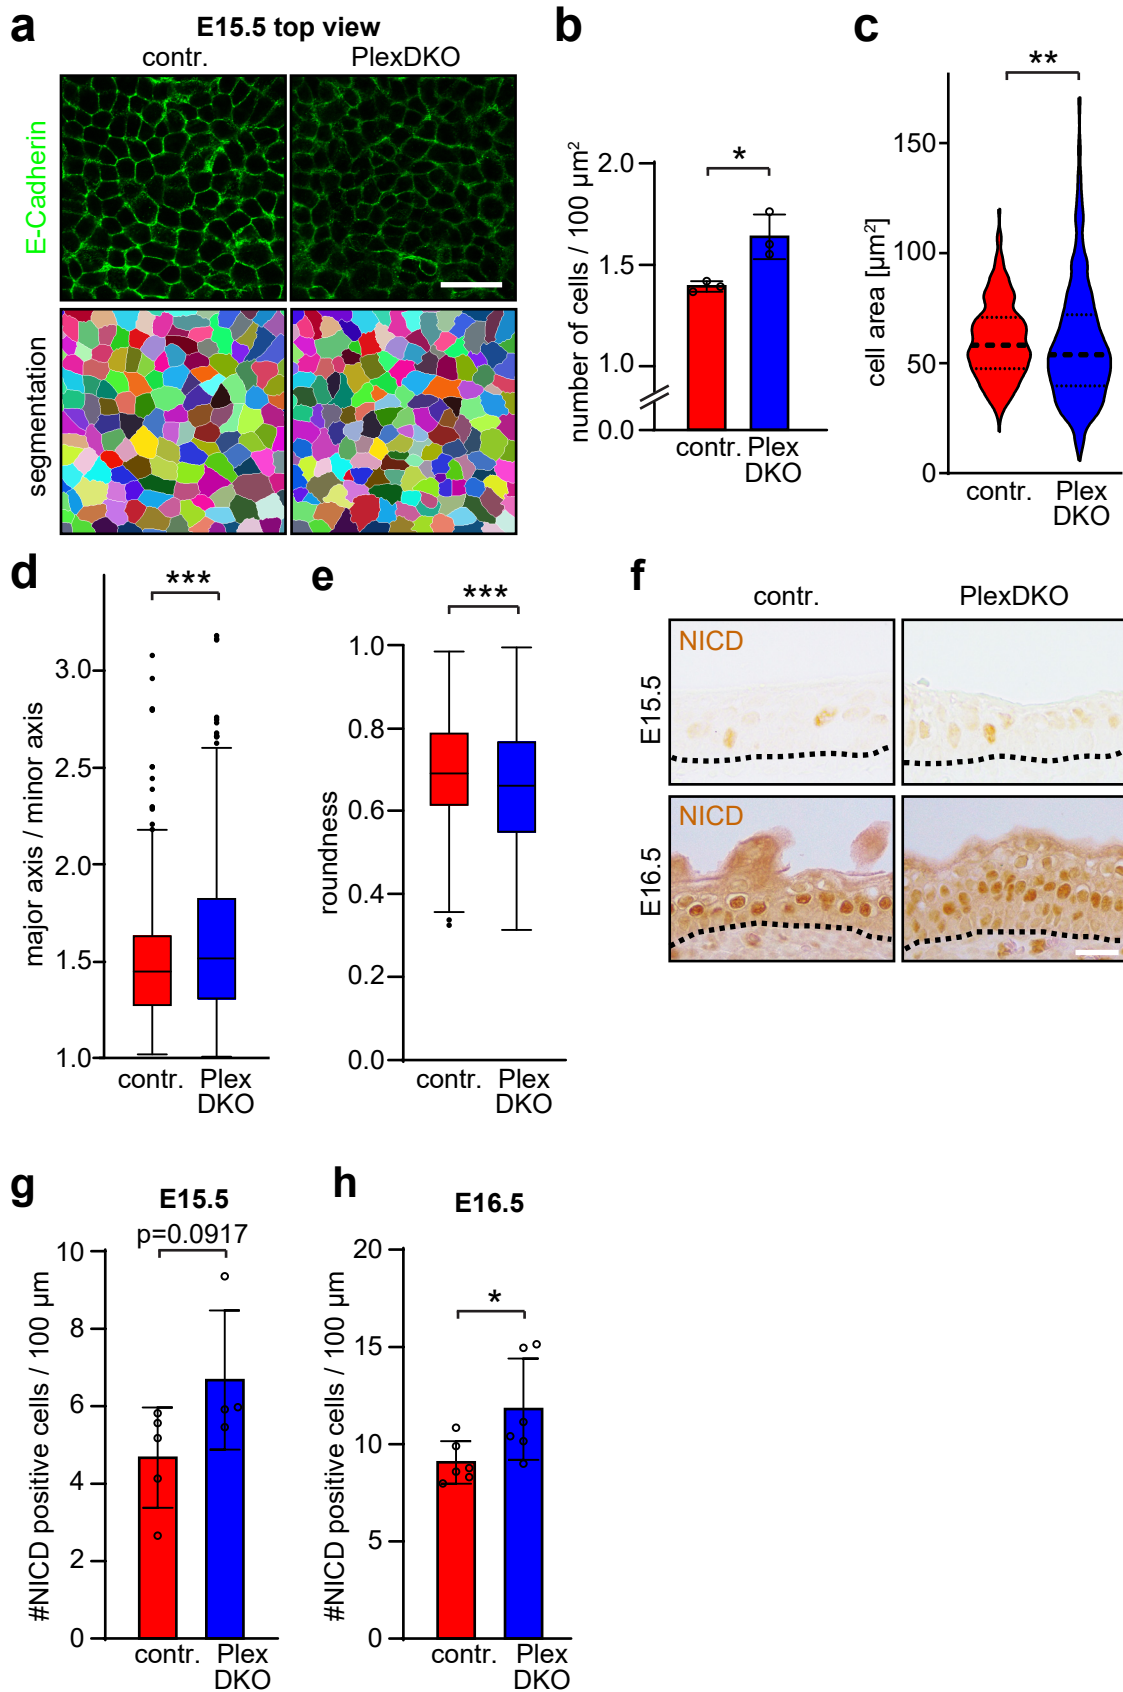 a
E15.5 top view
contr.
PlexDKO
E-Cadherin
segmentation
b
number of cells / 100 µm²
2.0
1.5
1.0
0.0
*
contr.
Plex
DKO
c
cell area [µm²]
150
100
50
0
**
contr.
Plex
DKO
d
major axis / minor axis
3.0
2.5
2.0
1.5
1.0
***
contr.
Plex
DKO
e
roundness
1.0
0.8
0.6
0.4
0.2
0.0
***
contr.
Plex
DKO
f
contr.
PlexDKO
E15.5
NICD
E16.5
NICD
g
E15.5
p=0.0917
#NICD positive cells / 100 µm
10
8
6
4
2
0
contr.
Plex
DKO
h
E16.5
#NICD positive cells / 100 µm
20
15
10
5
0
*
contr.
Plex
DKO